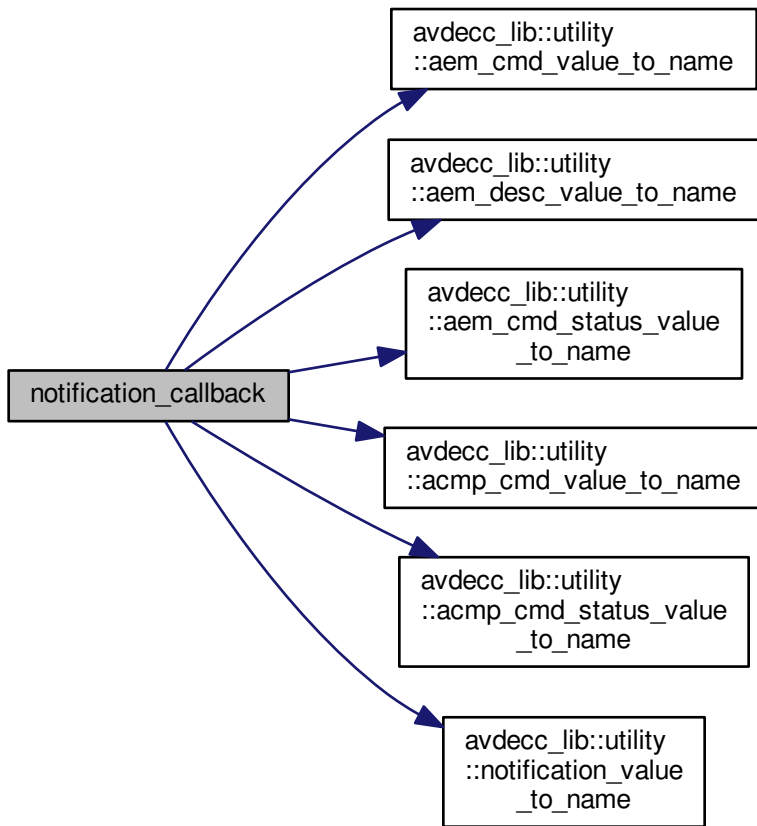 avdecc_lib::utility
::aem_cmd_value_to_name
avdecc_lib::utility
::aem_desc_value_to_name
avdecc_lib::utility
::aem_cmd_status_value
_to_name
notification_callback
avdecc_lib::utility
::acmp_cmd_value_to_name
avdecc_lib::utility
::acmp_cmd_status_value
_to_name
avdecc_lib::utility
::notification_value
_to_name